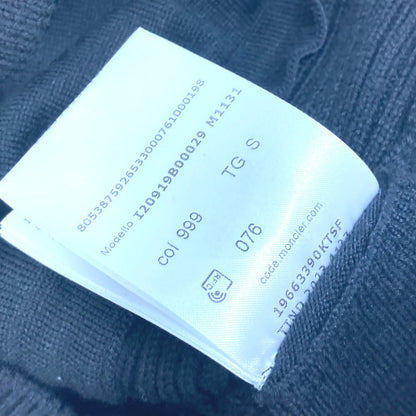 8053875926533000761000198
Modello I20919B00029 M1131
col 999 TG S
076
code.moncler.com
19663390KTSF